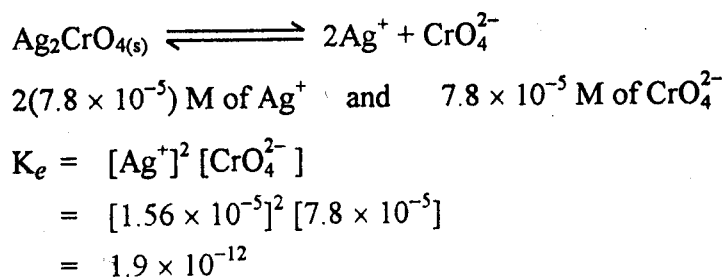 Ag₂CrO₄₍ₛ₎ ⇌ 2Ag⁺ + CrO₄²⁻
2(7.8 × 10⁻⁵) M of Ag⁺ and 7.8 × 10⁻⁵ M of CrO₄²⁻
Kₑ = [Ag⁺]² [CrO₄²⁻]
= [1.56 × 10⁻⁵]² [7.8 × 10⁻⁵]
= 1.9 × 10⁻¹²